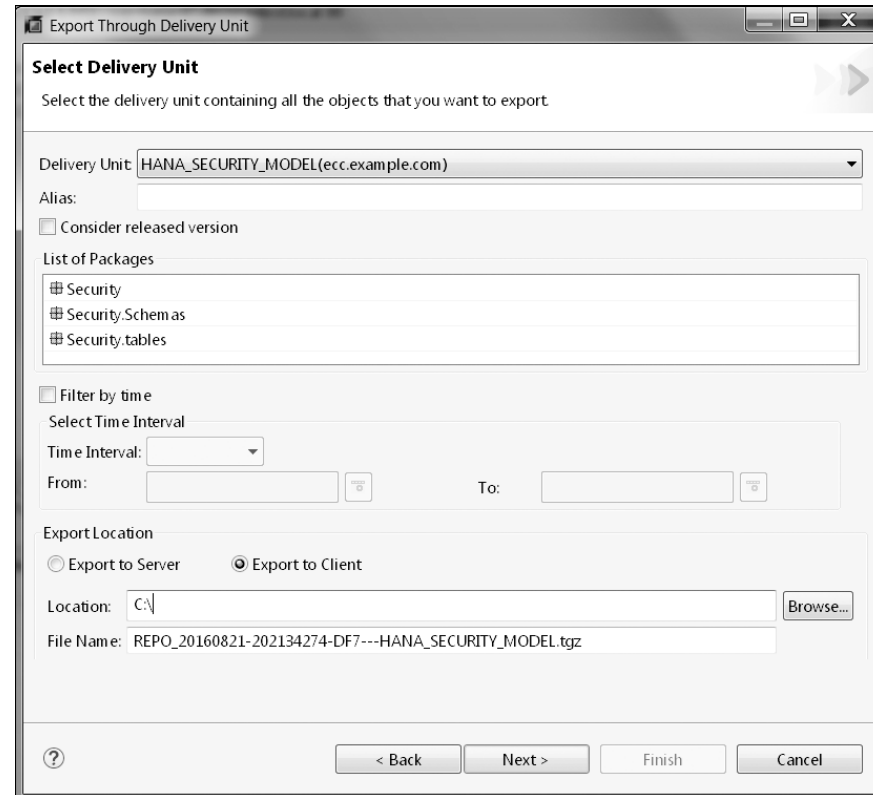 Export Through Delivery Unit
Select Delivery Unit
Select the delivery unit containing all the objects that you want to export.
Delivery Unit: HANA_SECURITY_MODEL(ecc.example.com)
Alias:
Consider released version
List of Packages
Security
Security.Schemas
Security.tables
Filter by time
Select Time Interval
Time Interval:
From: To:
Export Location
Export to Server Export to Client
Location: C:\ Browse...
File Name: REPO_20160821-202134274-DF7---HANA_SECURITY_MODEL.tgz
? < Back Next > Finish Cancel